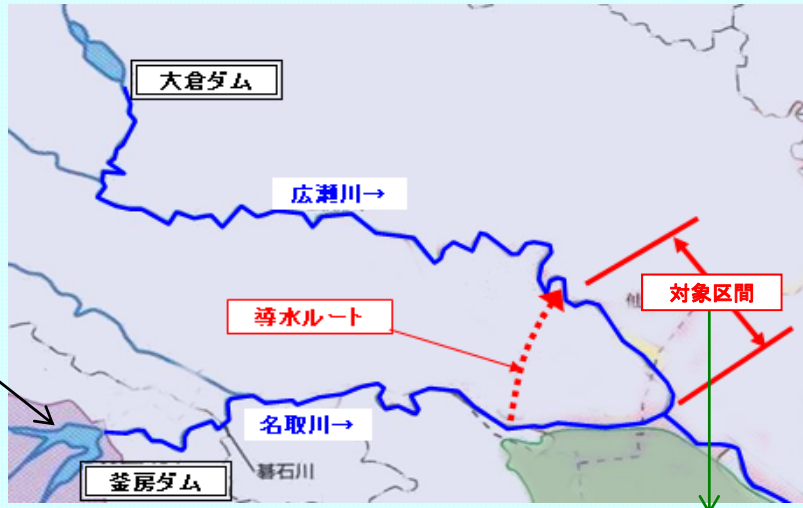 大倉ダム
広瀬川→
対象区間
導水ルート
名取川→
碁石川
釜房ダム